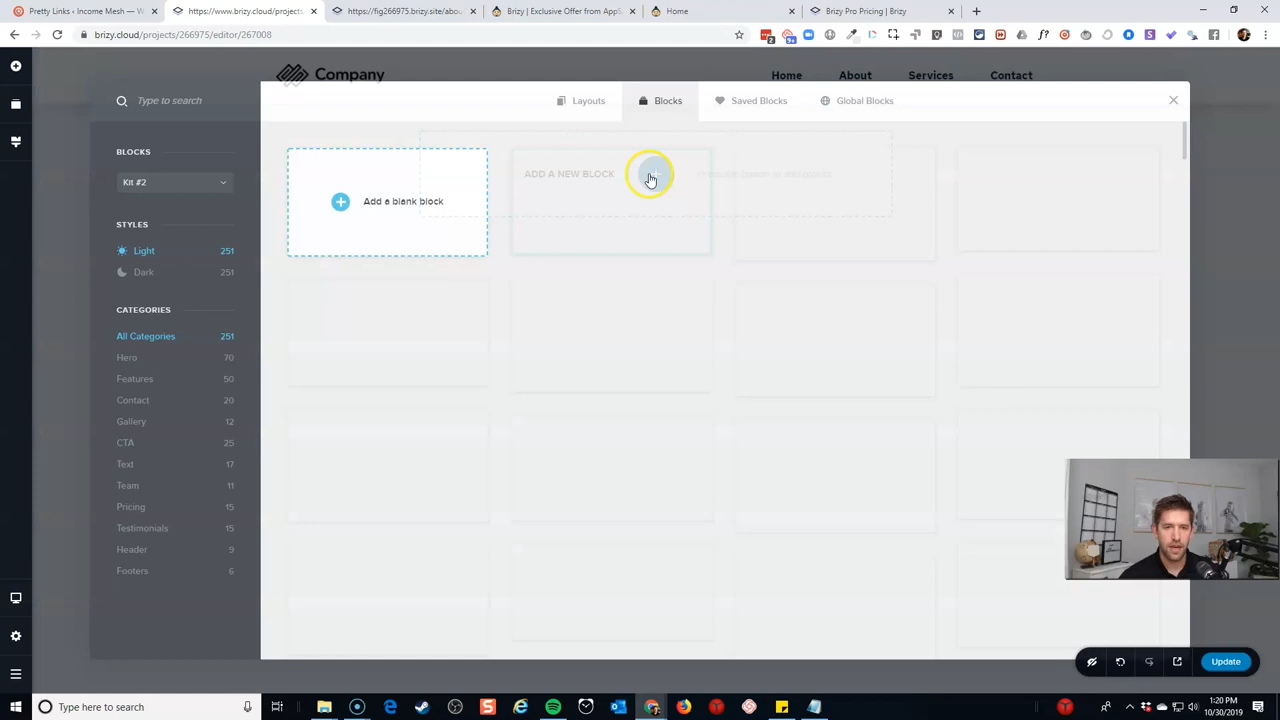 Pretty Links ‹ Income Mesh — W
https://www.brizy.cloud/projects
https://fig266975.brizy.site/abou
Brizy | Exclusive Offer from AppS
Home
Brizy Pro Pricing | Brizy
brizy.cloud/projects/266975/editor/267008
Company
Home
About
Services
Contact
Type to search
Layouts
Blocks
Saved Blocks
Global Blocks
BLOCKS
Kit #2
STYLES
Light 251
Dark 251
CATEGORIES
All Categories 251
Hero 70
Features 50
Contact 20
Gallery 12
CTA 25
Text 17
Team 11
Pricing 15
Testimonials 15
Header 9
Footers 6
Add a blank block
ADD A NEW BLOCK
Update
Type here to search
1:20 PM
10/30/2019